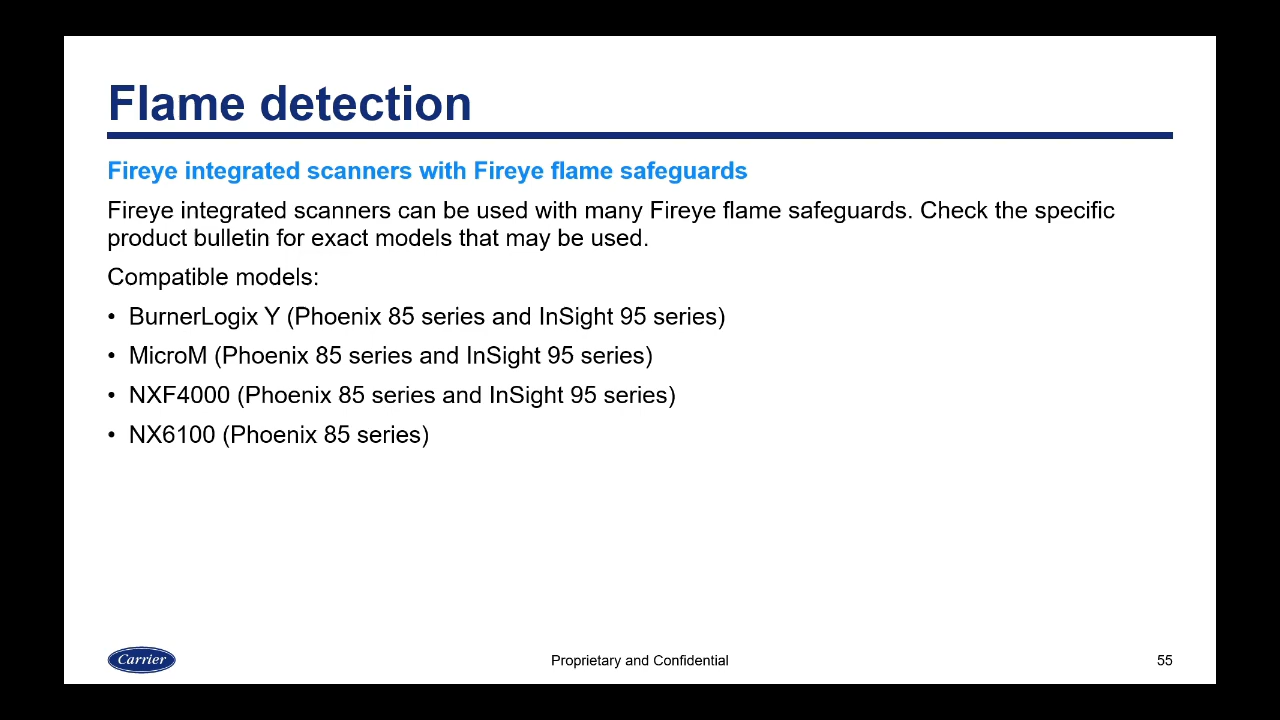 Flame detection
Fireye integrated scanners with Fireye flame safeguards
Fireye integrated scanners can be used with many Fireye flame safeguards. Check the specific
product bulletin for exact models that may be used.
Compatible models:
• BurnerLogix Y (Phoenix 85 series and InSight 95 series)
• MicroM (Phoenix 85 series and InSight 95 series)
• NXF4000 (Phoenix 85 series and InSight 95 series)
• NX6100 (Phoenix 85 series)
Carrier
Proprietary and Confidential
55